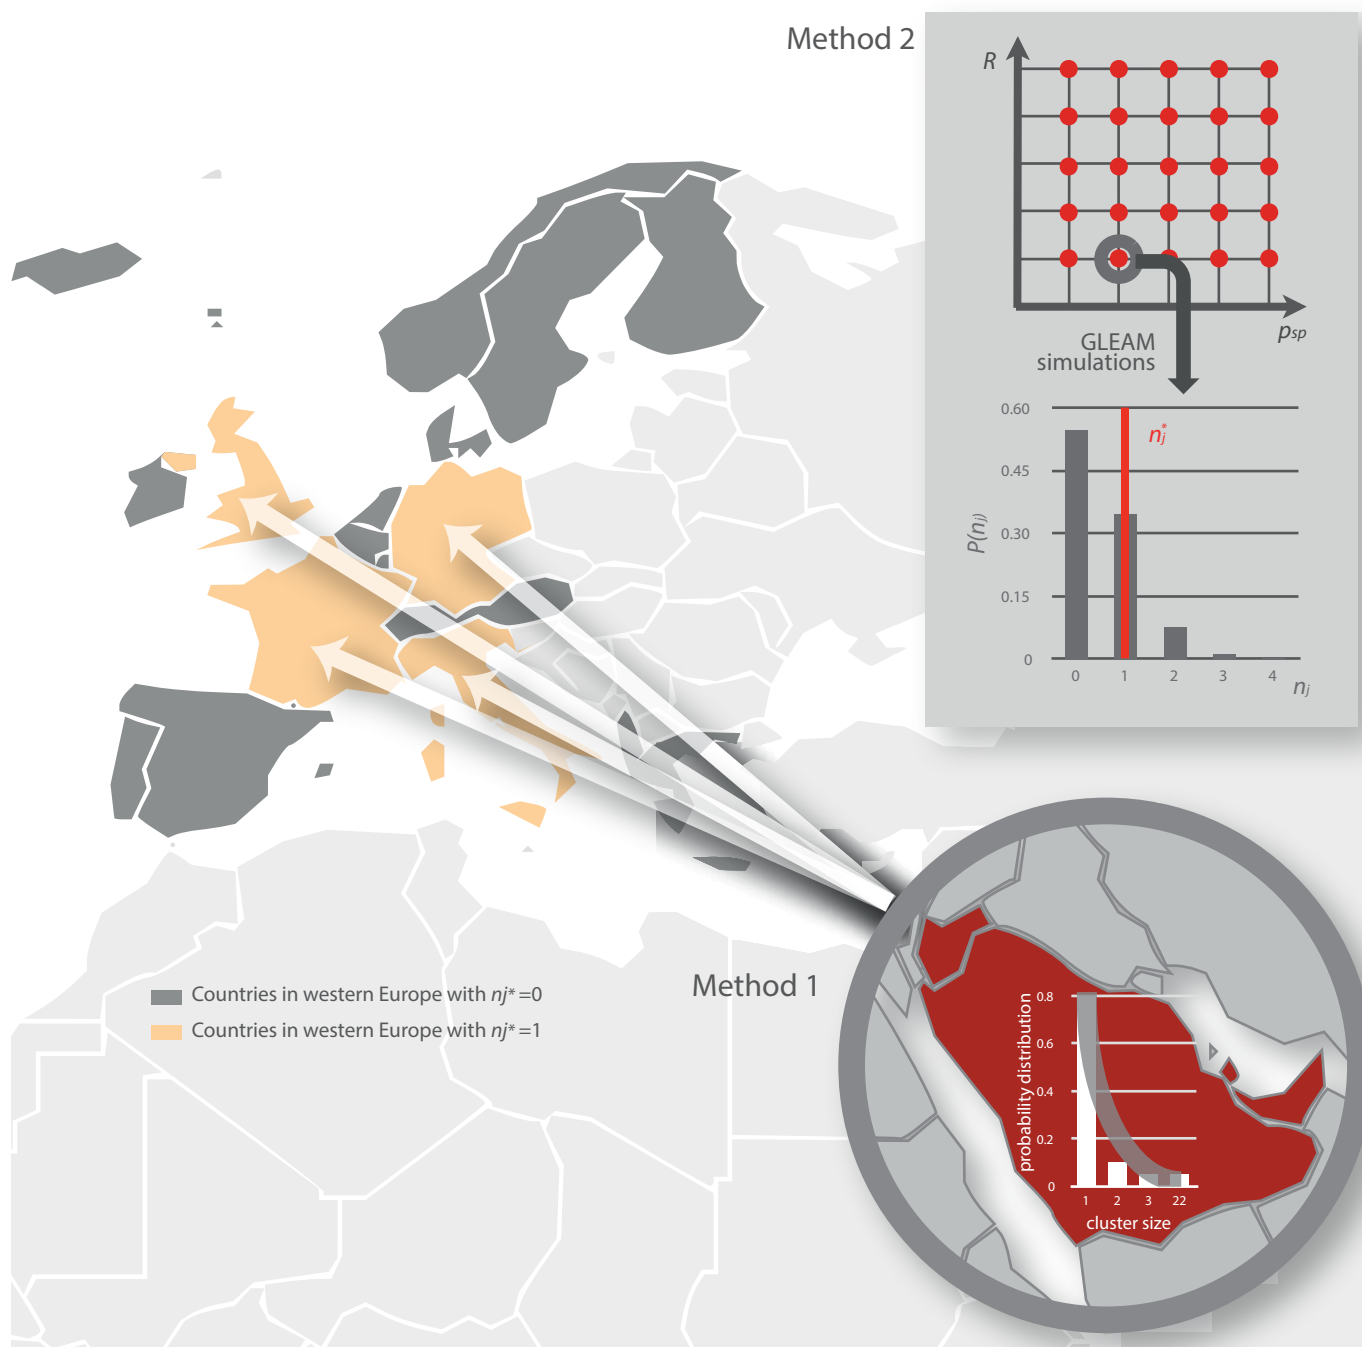 Method 2
R
psp
GLEAM
simulations
0.60
0.45
0.30
0.15
0
P(nj)
nj*
0 1 2 3 4
nj
Method 1
Countries in western Europe with nj*=0
Countries in western Europe with nj*=1
probability distribution
0.8
0.6
0.4
0.2
0
1 2 3 22
cluster size